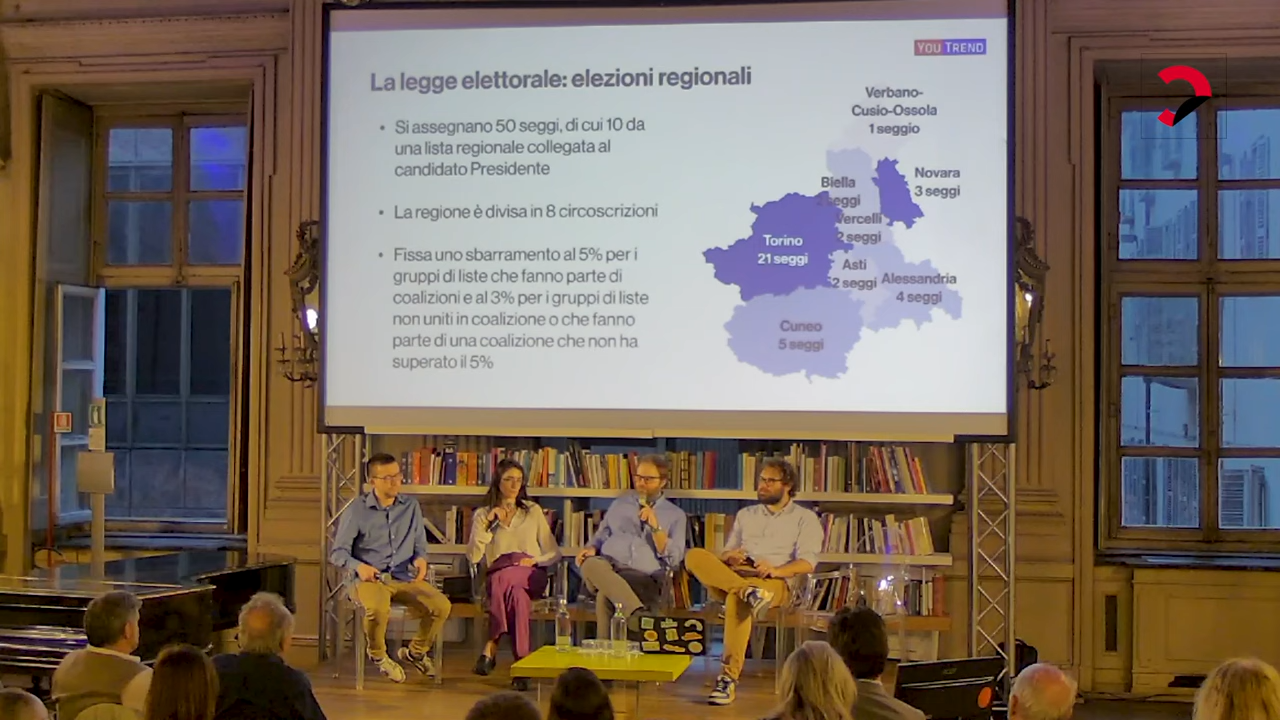 YOU TREND
La legge elettorale: elezioni regionali
• Si assegnano 50 seggi, di cui 10 da
una lista regionale collegata al
candidato Presidente
• La regione è divisa in 8 circoscrizioni
• Fissa uno sbarramento al 5% per i
gruppi di liste che fanno parte di
coalizioni e al 3% per i gruppi di liste
non uniti in coalizione o che fanno
parte di una coalizione che non ha
superato il 5%
Verbano-
Cusio-Ossola
1 seggio
Novara
3 seggi
Biella
seggi
Vercelli
2 seggi
Torino
21 seggi
Asti
2 seggi
Alessandria
4 seggi
Cuneo
5 seggi